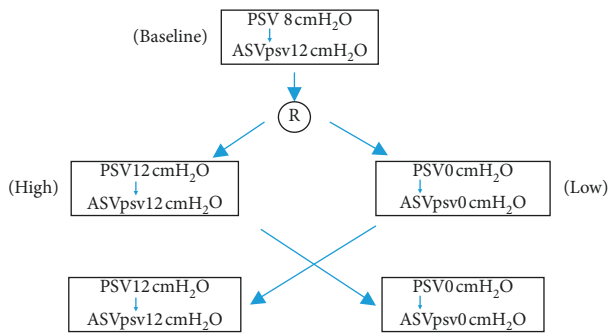 PSV 8 cmH₂O
(Baseline)
ASVpsv12 cmH₂O
R
PSV12 cmH₂O
PSV0 cmH₂O
(High)
(Low)
ASVpsv12 cmH₂O
ASVpsv0 cmH₂O
PSV12 cmH₂O
PSV0 cmH₂O
ASVpsv12 cmH₂O
ASVpsv0 cmH₂O